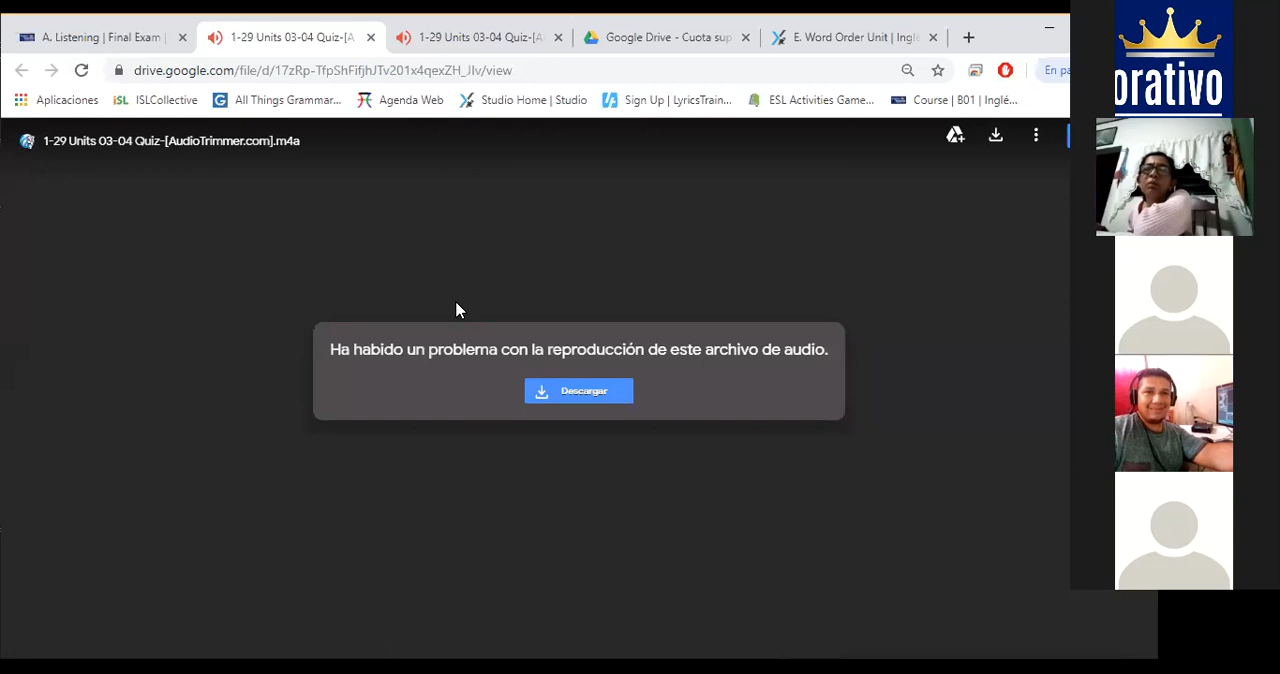 A. Listening | Final Exam
1-29 Units 03-04 Quiz-[A
1-29 Units 03-04 Quiz-[A
Google Drive - Cuota sup
E. Word Order Unit | Ingl
drive.google.com/file/d/17zRp-TfpShFifjhJTv201x4qexZH_JIv/view
En pa
Aplicaciones
iSL ISLCollective
All Things Grammar...
Agenda Web
Studio Home | Studio
Sign Up | LyricsTrain...
ESL Activities Game...
Course | B01 | Inglé...
1-29 Units 03-04 Quiz-[AudioTrimmer.com].m4a
Ha habido un problema con la reproducción de este archivo de audio.
Descargar
orativo